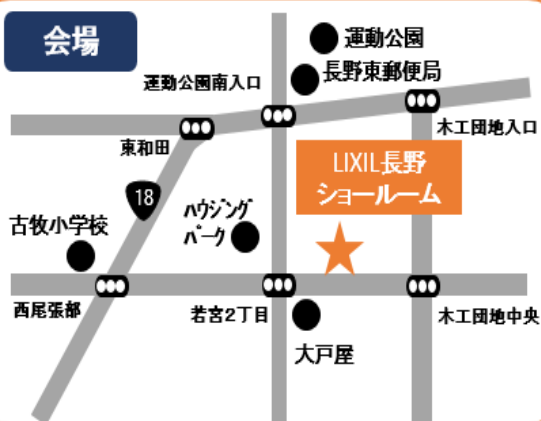 会場
運動公園
長野東郵便局
運動公園南入口
木工団地入口
東和田
LIXIL長野
ショールーム
18
ハウジング
パーク
古牧小学校
西尾張部
若宮2丁目
木工団地中央
大戸屋